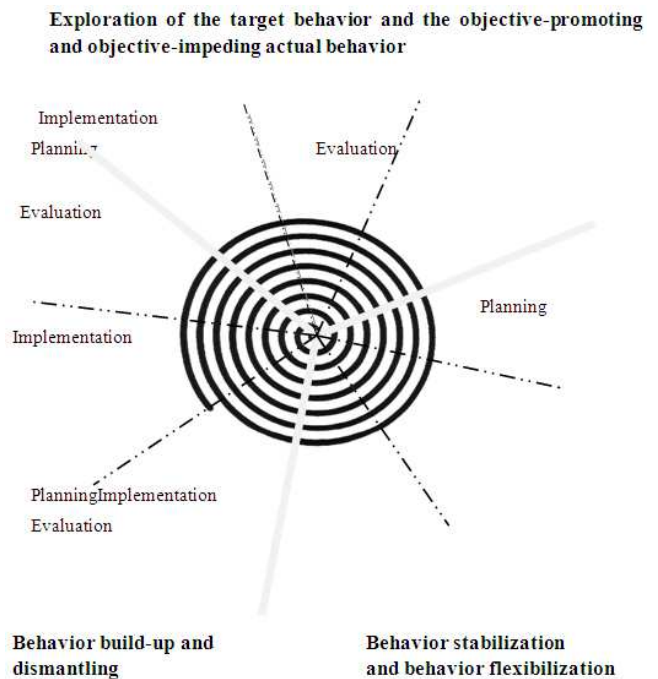 Exploration of the target behavior and the objective-promoting
and objective-impeding actual behavior
Implementation
Planning
Evaluation
Evaluation
Planning
Implementation
PlanningImplementation
Evaluation
Behavior build-up and
dismantling
Behavior stabilization
and behavior flexibilization